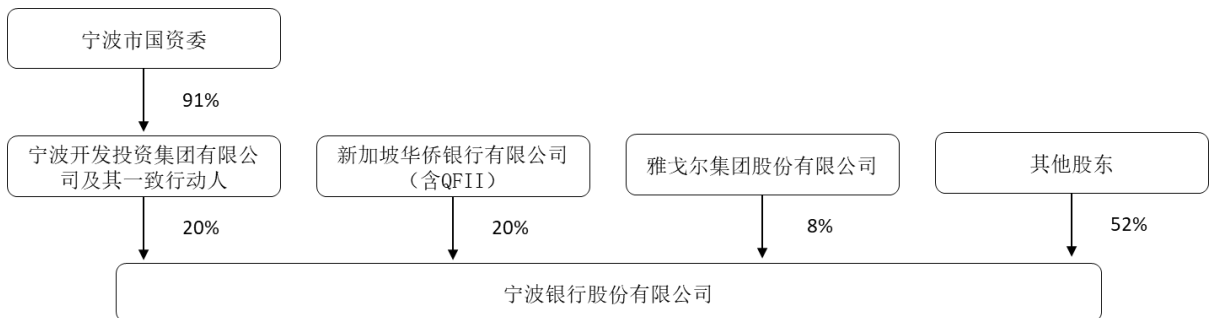 宁波市国资委
91%
宁波开发投资集团有限公
司及其一致行动人
新加坡华侨银行有限公司
（含QFII）
雅戈尔集团股份有限公司
其他股东
20%
20%
8%
52%
宁波银行股份有限公司